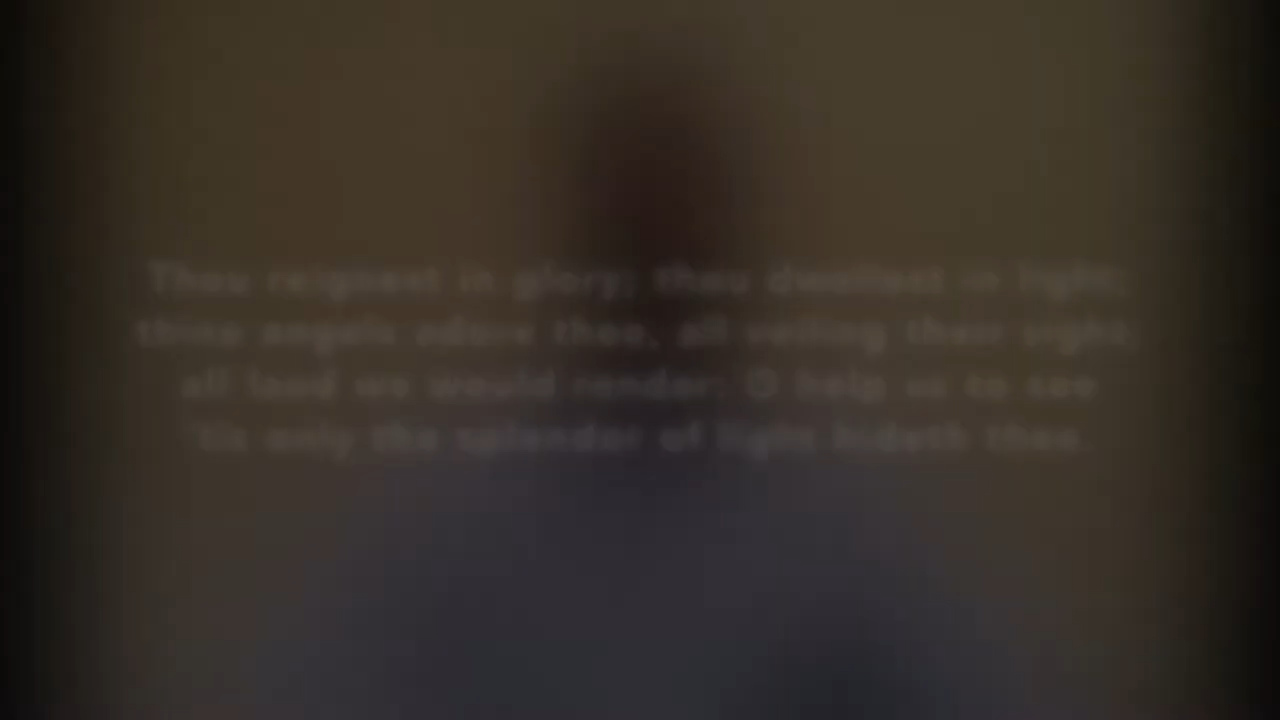 Thou reignest in glory; thou dwellest in light;
thine angels adore thee, all veiling their sight;
all laud we would render: O help us to see
'tis only the splendor of light hideth thee.